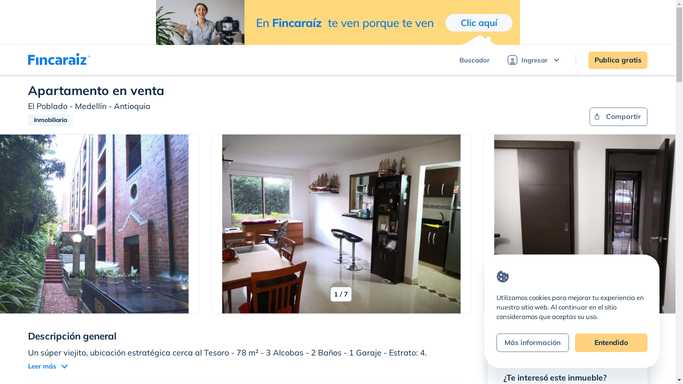 En Fincaraíz te ven porque te ven
Clic aquí
Fincaraíz
Buscador
Ingresar
Publica gratis
Apartamento en venta
El Poblado - Medellín - Antioquia
Inmobiliaria
Compartir
1 / 7
Utilizamos cookies para mejorar tu experiencia en
nuestro sitio web. Al continuar en el sitio
consideramos que aceptas su uso.
Más información
Entendido
Descripción general
Un súper viejito, ubicación estratégica cerca al Tesoro - 78 m² - 3 Alcobas - 2 Baños - 1 Garaje - Estrato: 4.
Leer más
¿Te interesó este inmueble?